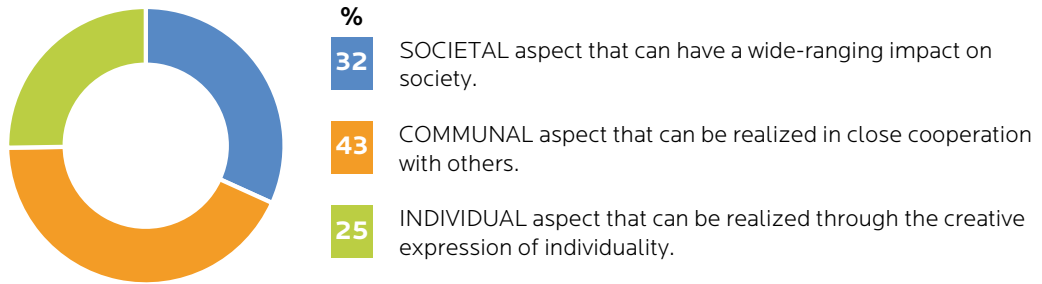 %
32 SOCIETAL aspect that can have a wide-ranging impact on
society.
43 COMMUNAL aspect that can be realized in close cooperation
with others.
25 INDIVIDUAL aspect that can be realized through the creative
expression of individuality.